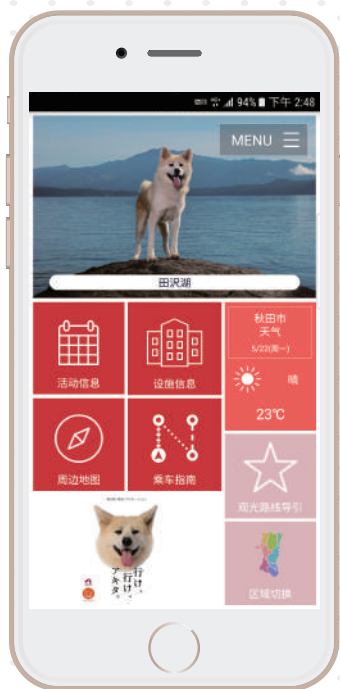 94% 下午 2:48
MENU
田沢湖
活动信息
设施信息
秋田市
天气
5/22(周一)
晴
23℃
周边地图
乘车指南
观光路线导引
区域切换
行け、
行け、
アキタ。